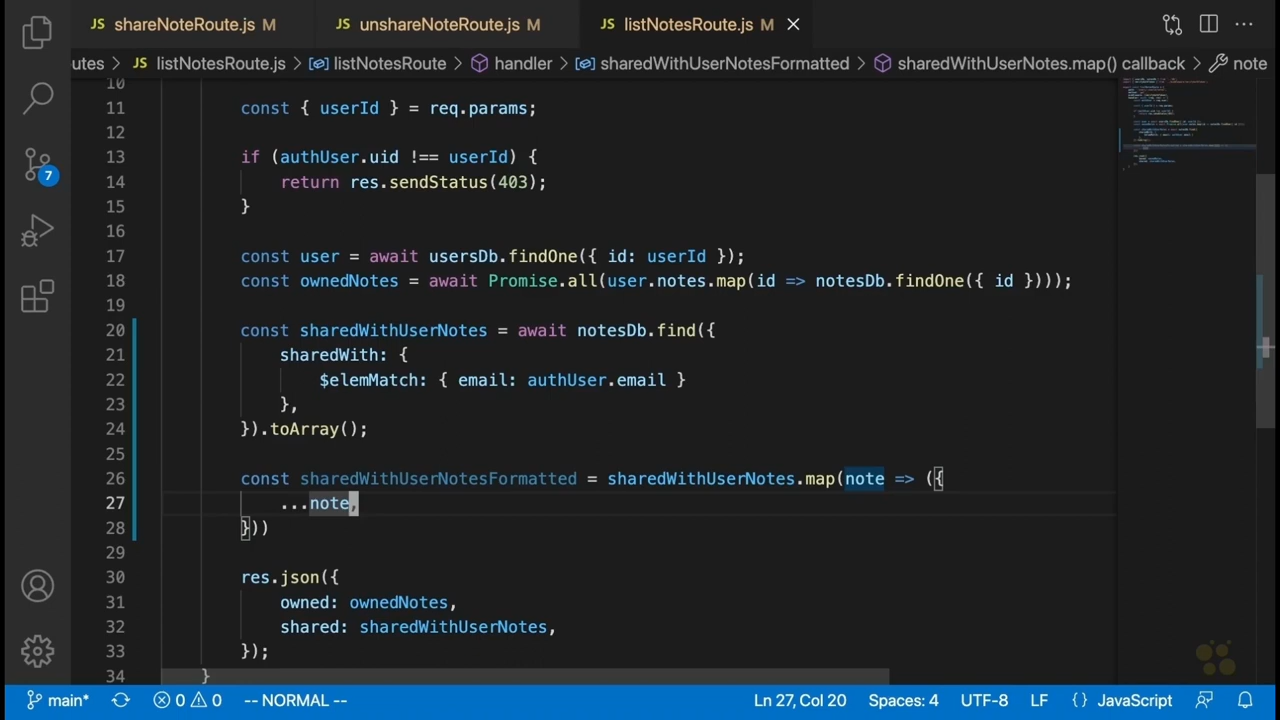 JS shareNoteRoute.js M JS unshareNoteRoute.js M JS listNotesRoute.js M
utes > JS listNotesRoute.js > listNotesRoute > handler > sharedWithUserNotesFormatted > sharedWithUserNotes.map() callback > note
10
11 const { userId } = req.params;
12
13 if (authUser.uid !== userId) {
14 return res.sendStatus(403);
15 }
16
17 const user = await usersDb.findOne({ id: userId });
18 const ownedNotes = await Promise.all(user.notes.map(id => notesDb.findOne({ id })));
19
20 const sharedWithUserNotes = await notesDb.find({
21 sharedWith: {
22 $elemMatch: { email: authUser.email }
23 },
24 }).toArray();
25
26 const sharedWithUserNotesFormatted = sharedWithUserNotes.map(note => ({
27 ...note,
28 }))
29
30 res.json({
31 owned: ownedNotes,
32 shared: sharedWithUserNotes,
33 });
34 }
7
main* 0 0 -- NORMAL -- Ln 27, Col 20 Spaces: 4 UTF-8 LF {} JavaScript